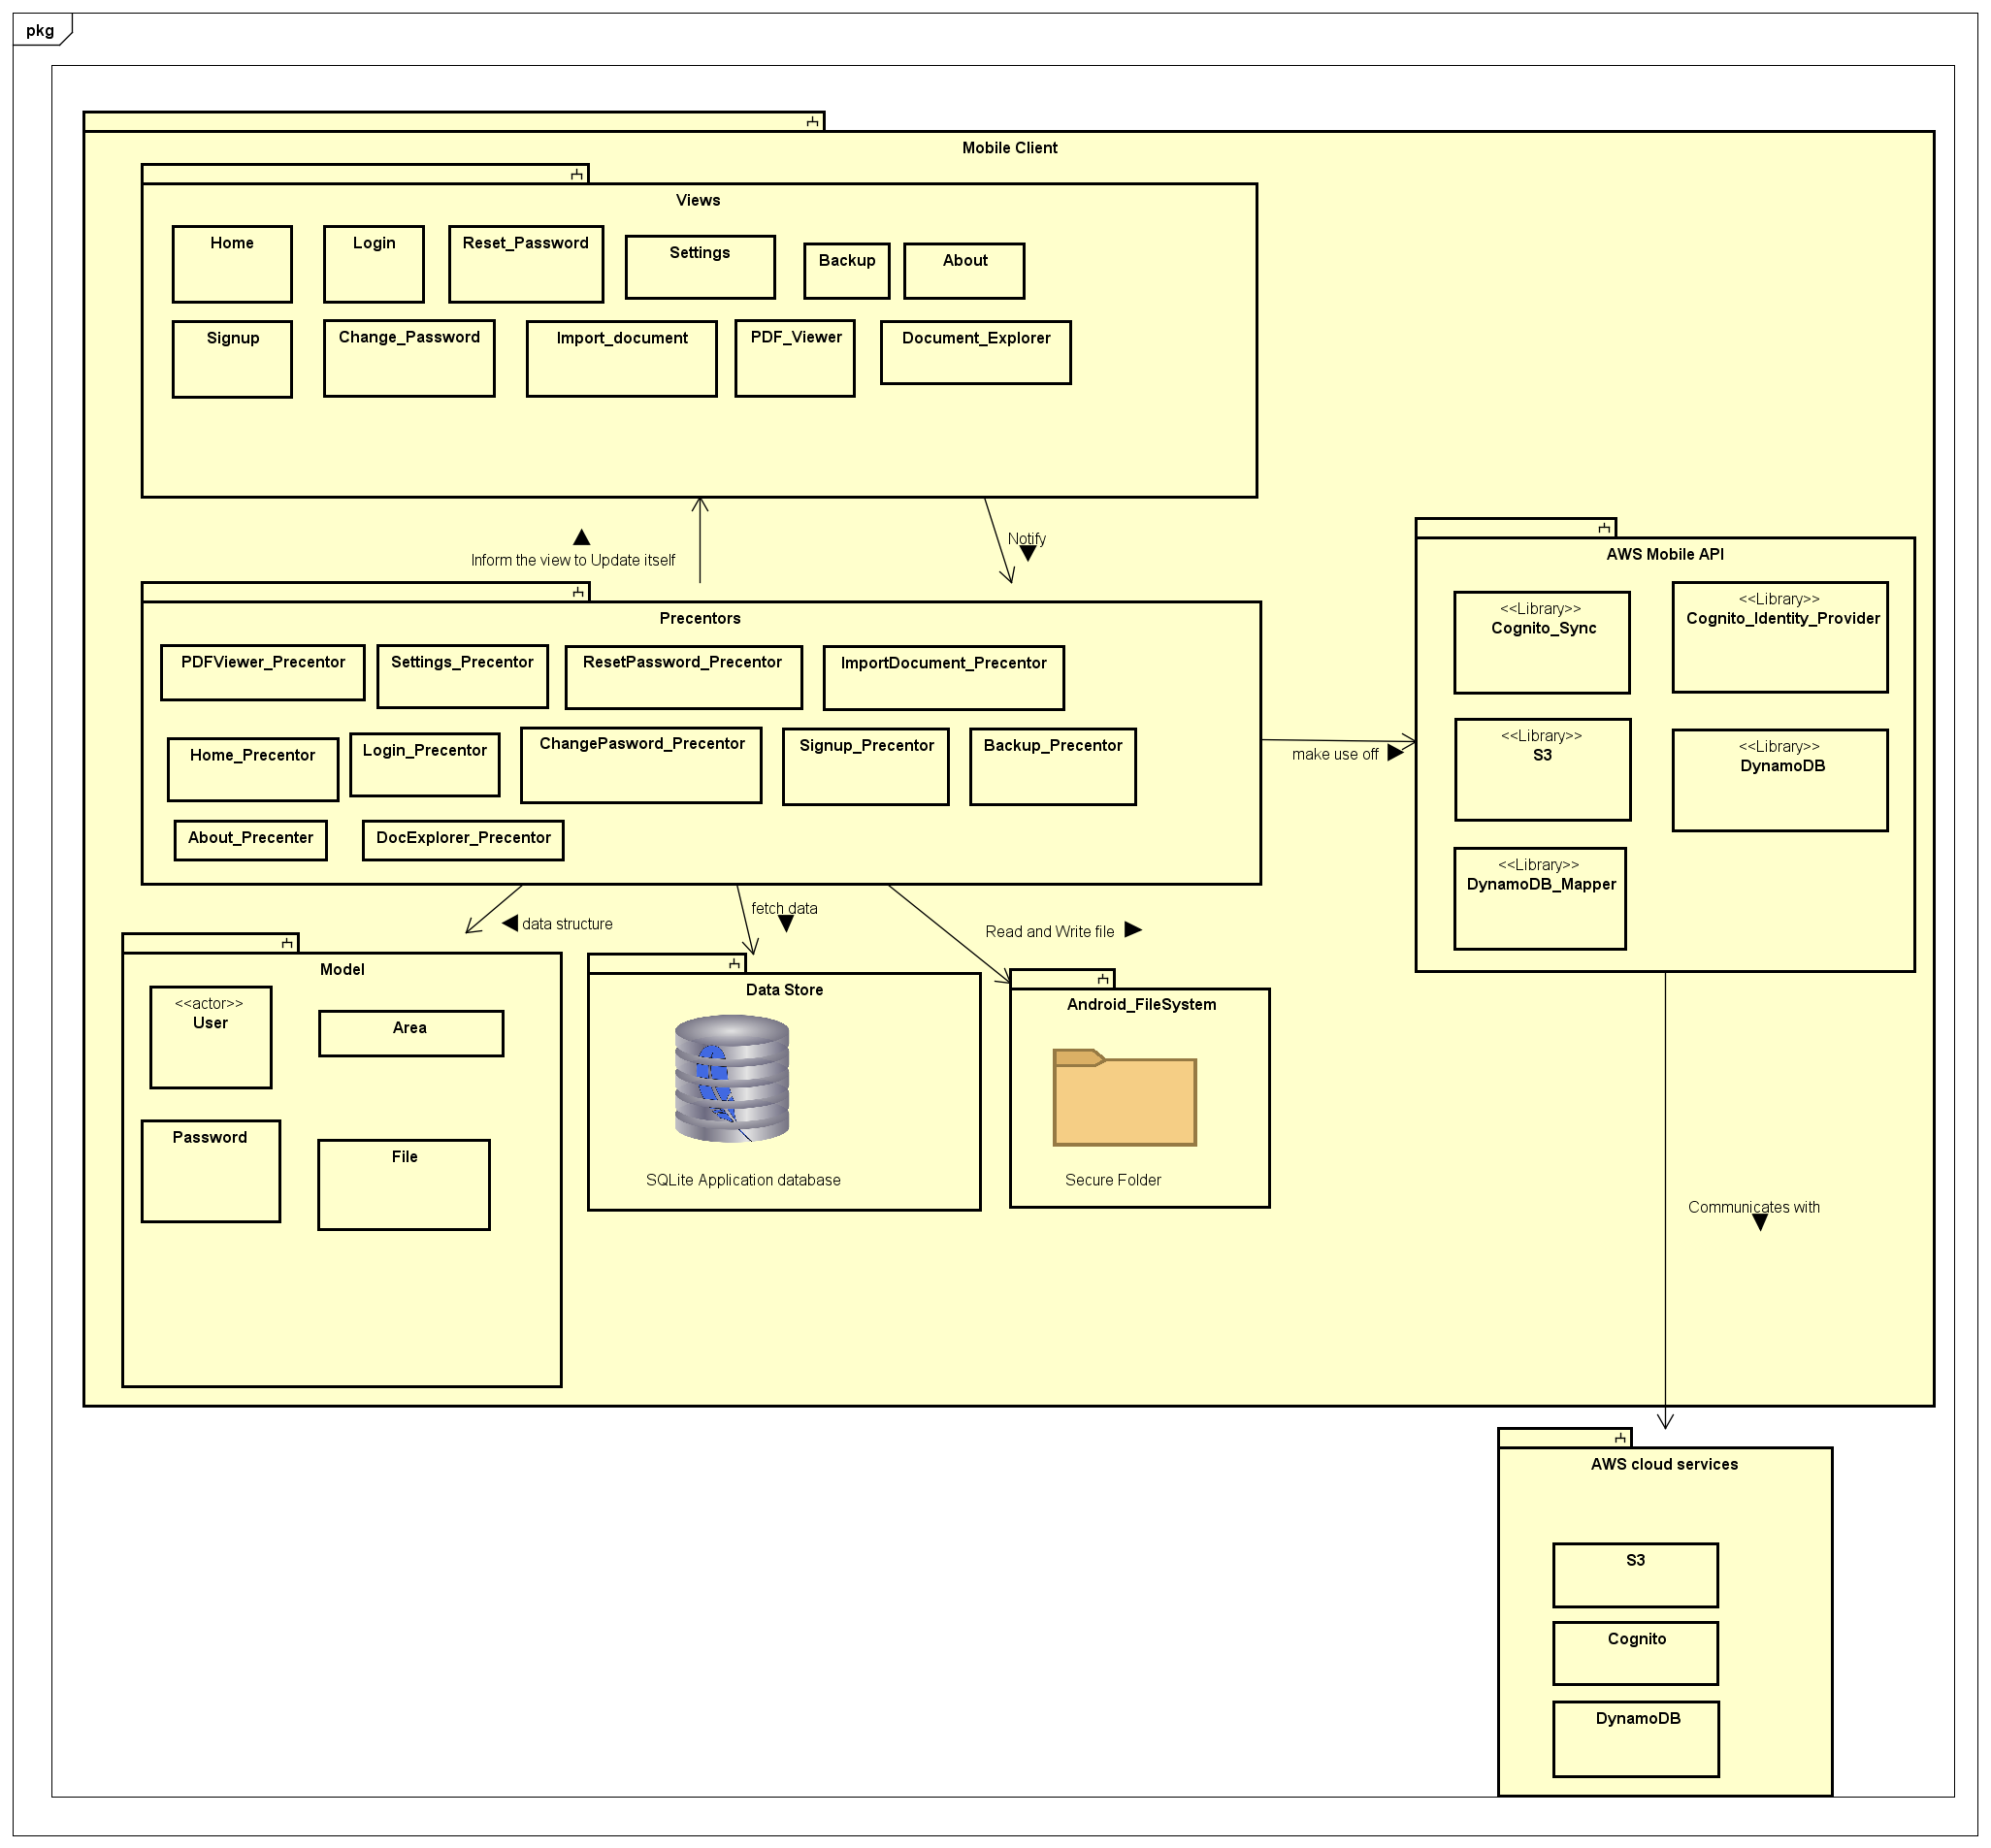 pkg
Mobile Client
Views
Home
Login
Reset_Password
Settings
Backup
About
Signup
Change_Password
Import_document
PDF_Viewer
Document_Explorer
Inform the view to Update itself
Notify
Precentors
PDFViewer_Precentor
Settings_Precentor
ResetPassword_Precentor
ImportDocument_Precentor
Home_Precentor
Login_Precentor
ChangePasword_Precentor
Signup_Precentor
Backup_Precentor
About_Precenter
DocExplorer_Precentor
make use off
AWS Mobile API
<<Library>>
Cognito_Sync
<<Library>>
Cognito_Identity_Provider
<<Library>>
S3
<<Library>>
DynamoDB
<<Library>>
DynamoDB_Mapper
data structure
fetch data
Read and Write file
Model
<<actor>>
User
Area
Password
File
Data Store
SQLite Application database
Android_FileSystem
Secure Folder
Communicates with
AWS cloud services
S3
Cognito
DynamoDB